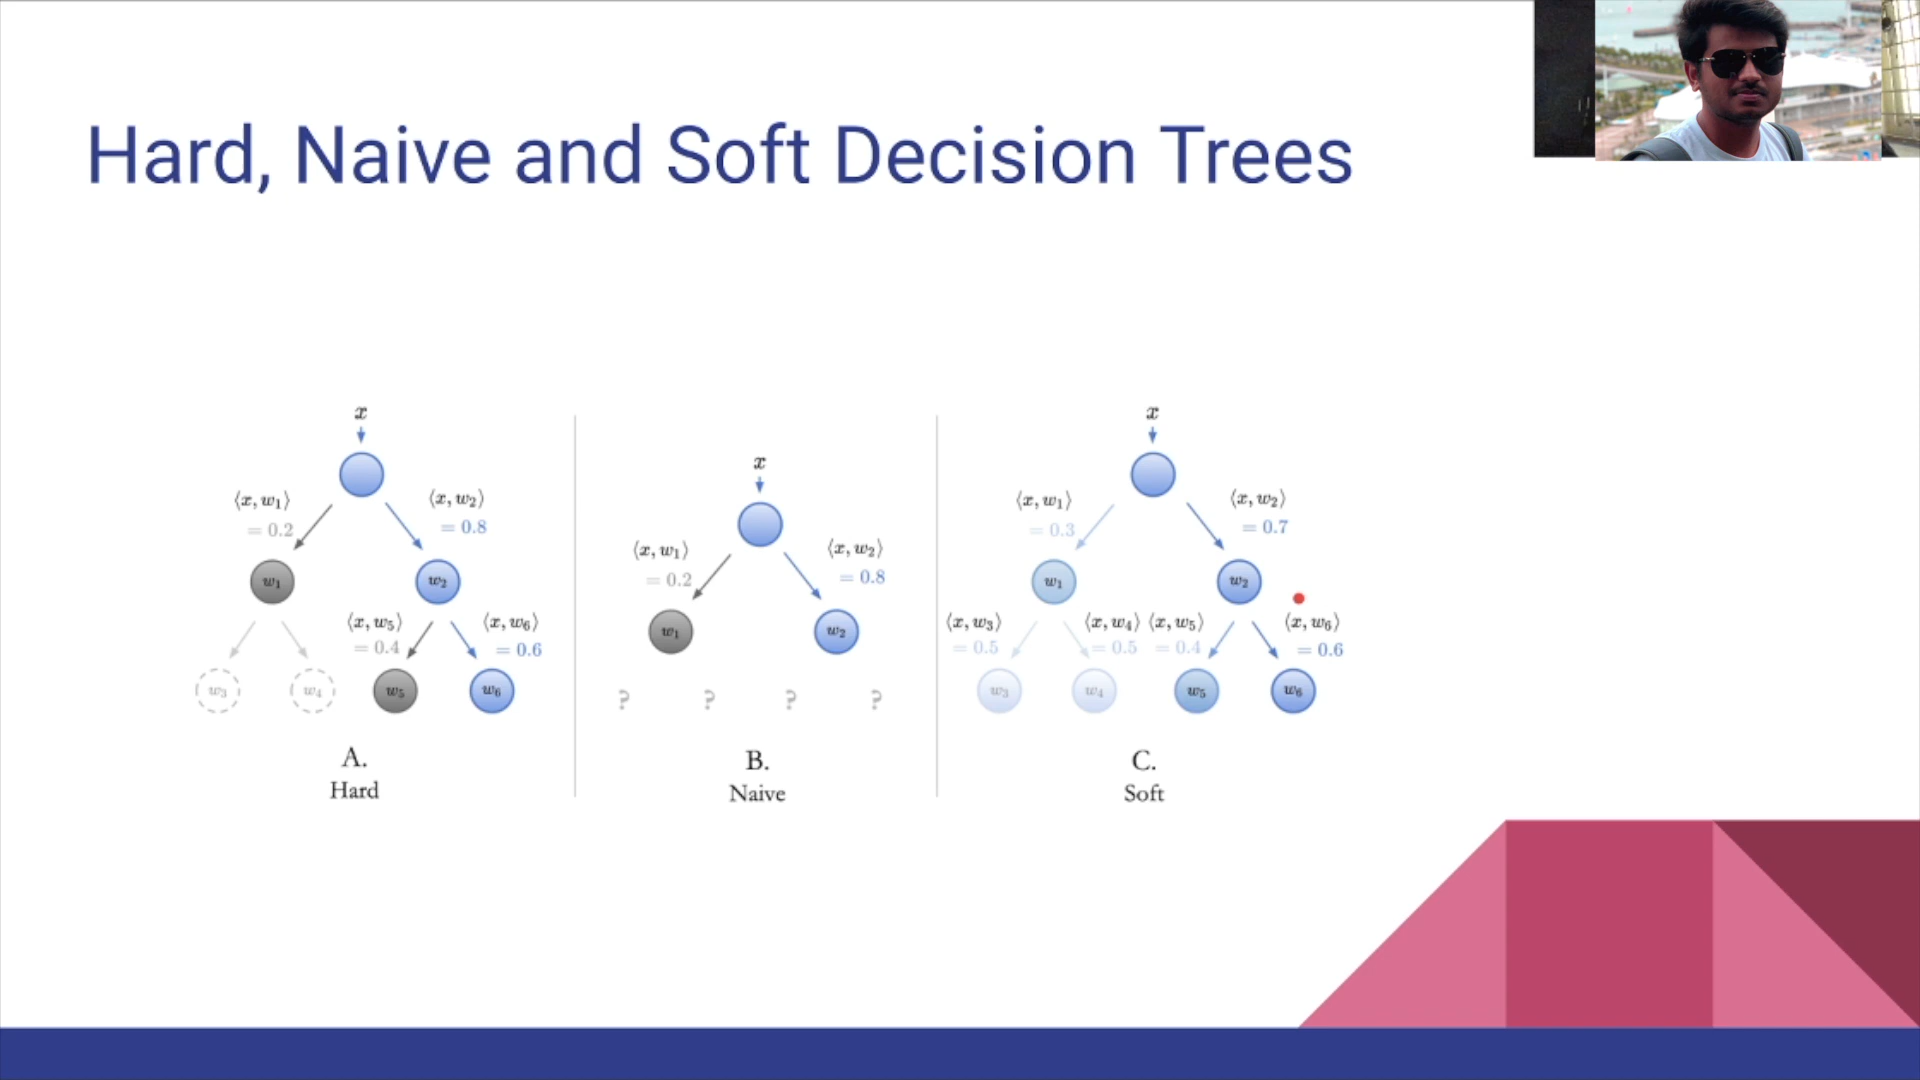 Hard, Naive and Soft Decision Trees
x
⟨x, w₁⟩
= 0.2
⟨x, w₂⟩
= 0.8
w₁
w₂
⟨x, w₅⟩
= 0.4
⟨x, w₆⟩
= 0.6
w₃
w₄
w₅
w₆
A.
Hard
x
⟨x, w₁⟩
= 0.2
⟨x, w₂⟩
= 0.8
w₁
w₂
? ? ? ?
B.
Naive
x
⟨x, w₁⟩
= 0.3
⟨x, w₂⟩
= 0.7
w₁
w₂
⟨x, w₃⟩
= 0.5
⟨x, w₄⟩
= 0.5
⟨x, w₅⟩
= 0.4
⟨x, w₆⟩
= 0.6
w₃
w₄
w₅
w₆
C.
Soft